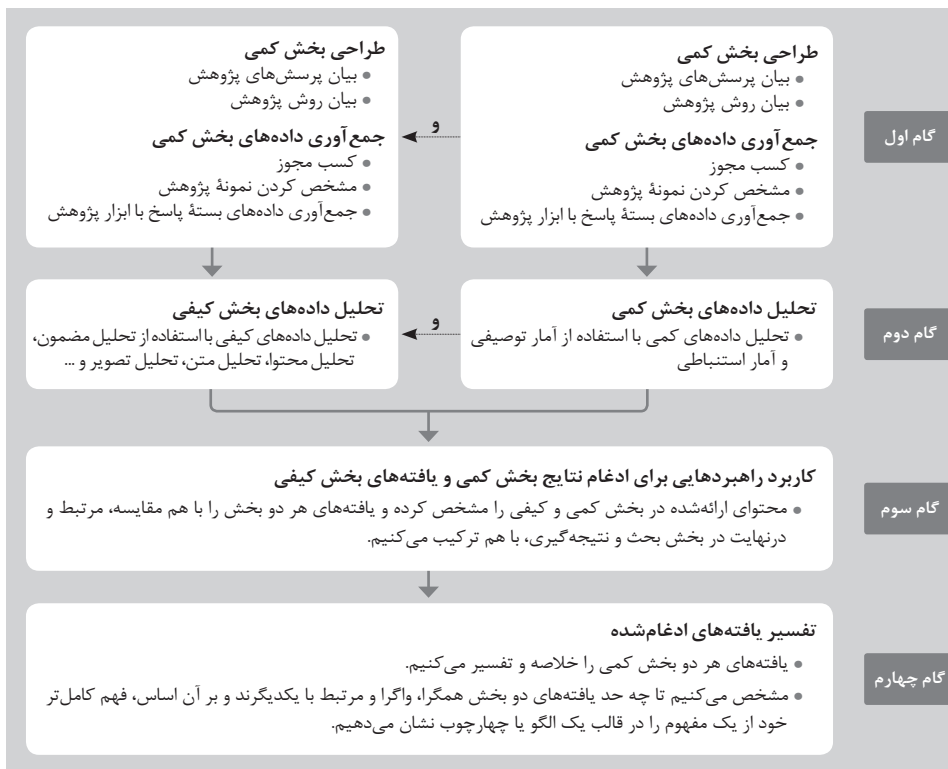 گام اول
طراحی بخش کمی
• بیان پرسش‌های پژوهش
• بیان روش پژوهش
جمع‌آوری داده‌های بخش کمی
• کسب مجوز
• مشخص کردن نمونهٔ پژوهش
• جمع‌آوری داده‌های بستهٔ پاسخ با ابزار پژوهش
و
طراحی بخش کمی
• بیان پرسش‌های پژوهش
• بیان روش پژوهش
جمع‌آوری داده‌های بخش کمی
• کسب مجوز
• مشخص کردن نمونهٔ پژوهش
• جمع‌آوری داده‌های بستهٔ پاسخ با ابزار پژوهش
گام دوم
تحلیل داده‌های بخش کمی
• تحلیل داده‌های کمی با استفاده از آمار توصیفی
و آمار استنباطی
و
تحلیل داده‌های بخش کیفی
• تحلیل داده‌های کیفی با استفاده از تحلیل مضمون،
تحلیل محتوا، تحلیل متن، تحلیل تصویر و ...
گام سوم
کاربرد راهبردهایی برای ادغام نتایج بخش کمی و یافته‌های بخش کیفی
• محتوای ارائه‌شده در بخش کمی و کیفی را مشخص کرده و یافته‌های هر دو بخش را با هم مقایسه، مرتبط و
درنهایت در بخش بحث و نتیجه‌گیری، با هم ترکیب می‌کنیم.
گام چهارم
تفسیر یافته‌های ادغام‌شده
• یافته‌های هر دو بخش کمی را خلاصه و تفسیر می‌کنیم.
• مشخص می‌کنیم تا چه حد یافته‌های دو بخش همگرا، واگرا و مرتبط با یکدیگرند و بر آن اساس، فهم کامل‌تر
خود از یک مفهوم را در قالب یک الگو یا چهارچوب نشان می‌دهیم.